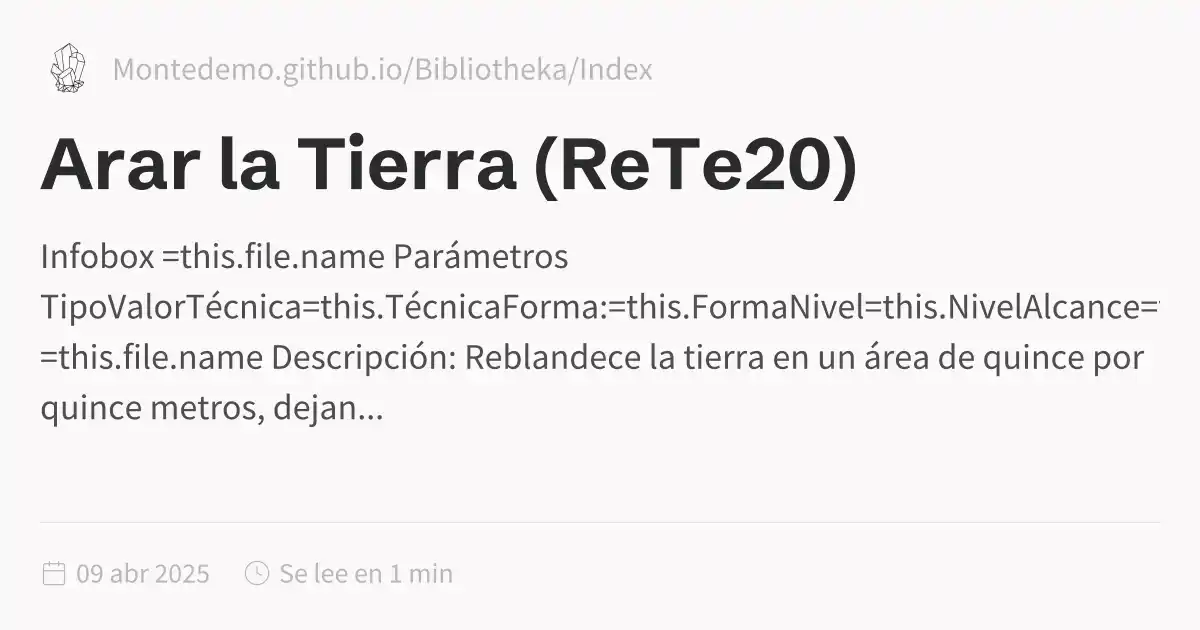 Montedemo.github.io/Bibliotheka/Index
Arar la Tierra (ReTe20)
Infobox =this.file.name Parámetros
TipoValorTécnica=this.TécnicaForma:=this.FormaNivel=this.NivelAlcance=
=this.file.name Descripción: Reblandece la tierra en un área de quince por
quince metros, dejan...
09 abr 2025
Se lee en 1 min